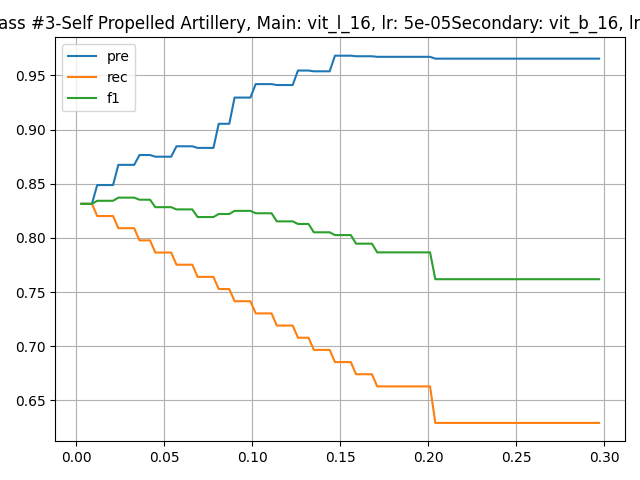 ass #3-Self Propelled Artillery, Main: vit_l_16, lr: 5e-05Secondary: vit_b_16, lr
pre
rec
f1
0.95
0.90
0.85
0.80
0.75
0.70
0.65
0.00 0.05 0.10 0.15 0.20 0.25 0.30